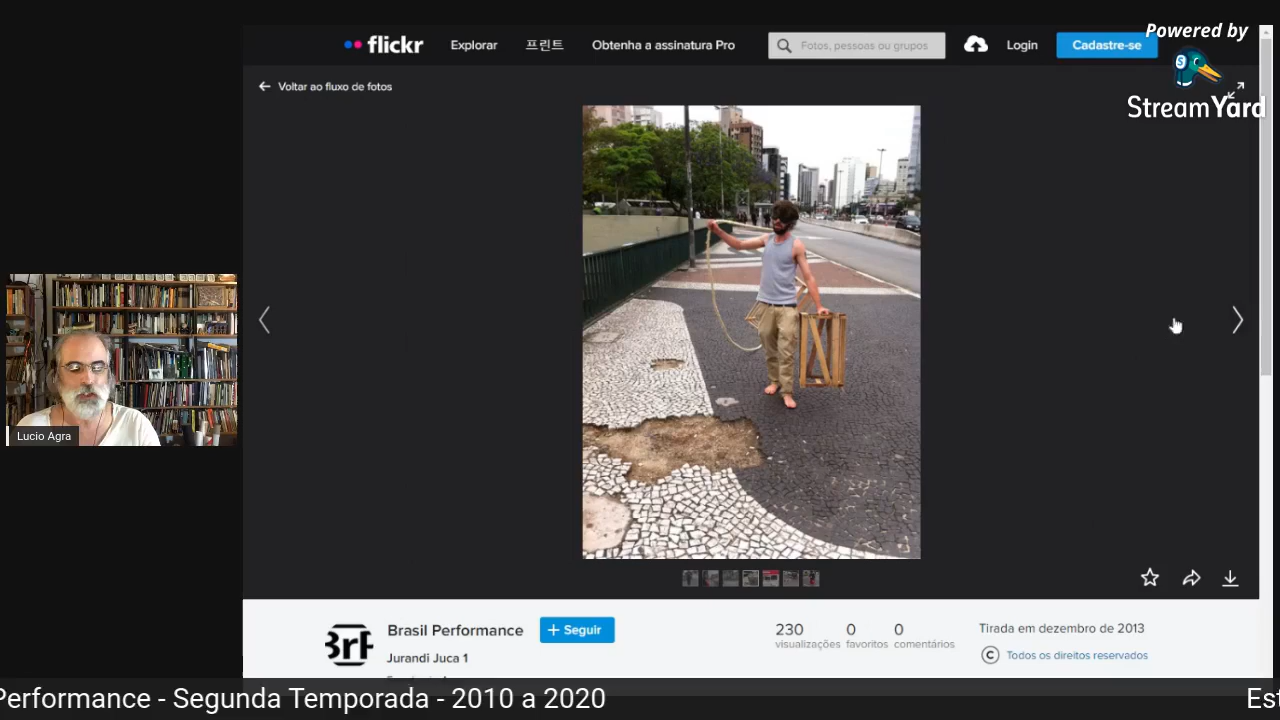 Powered by
StreamYard
flickr
Explorar
프린트
Obtenha a assinatura Pro
Fotos, pessoas ou grupos
Login
Cadastre-se
Voltar ao fluxo de fotos
Lucio Agra
Brasil Performance
+ Seguir
Jurandi Juca 1
230
visualizações
0
favoritos
0
comentários
Tirada em dezembro de 2013
Todos os direitos reservados
Performance - Segunda Temporada - 2010 a 2020